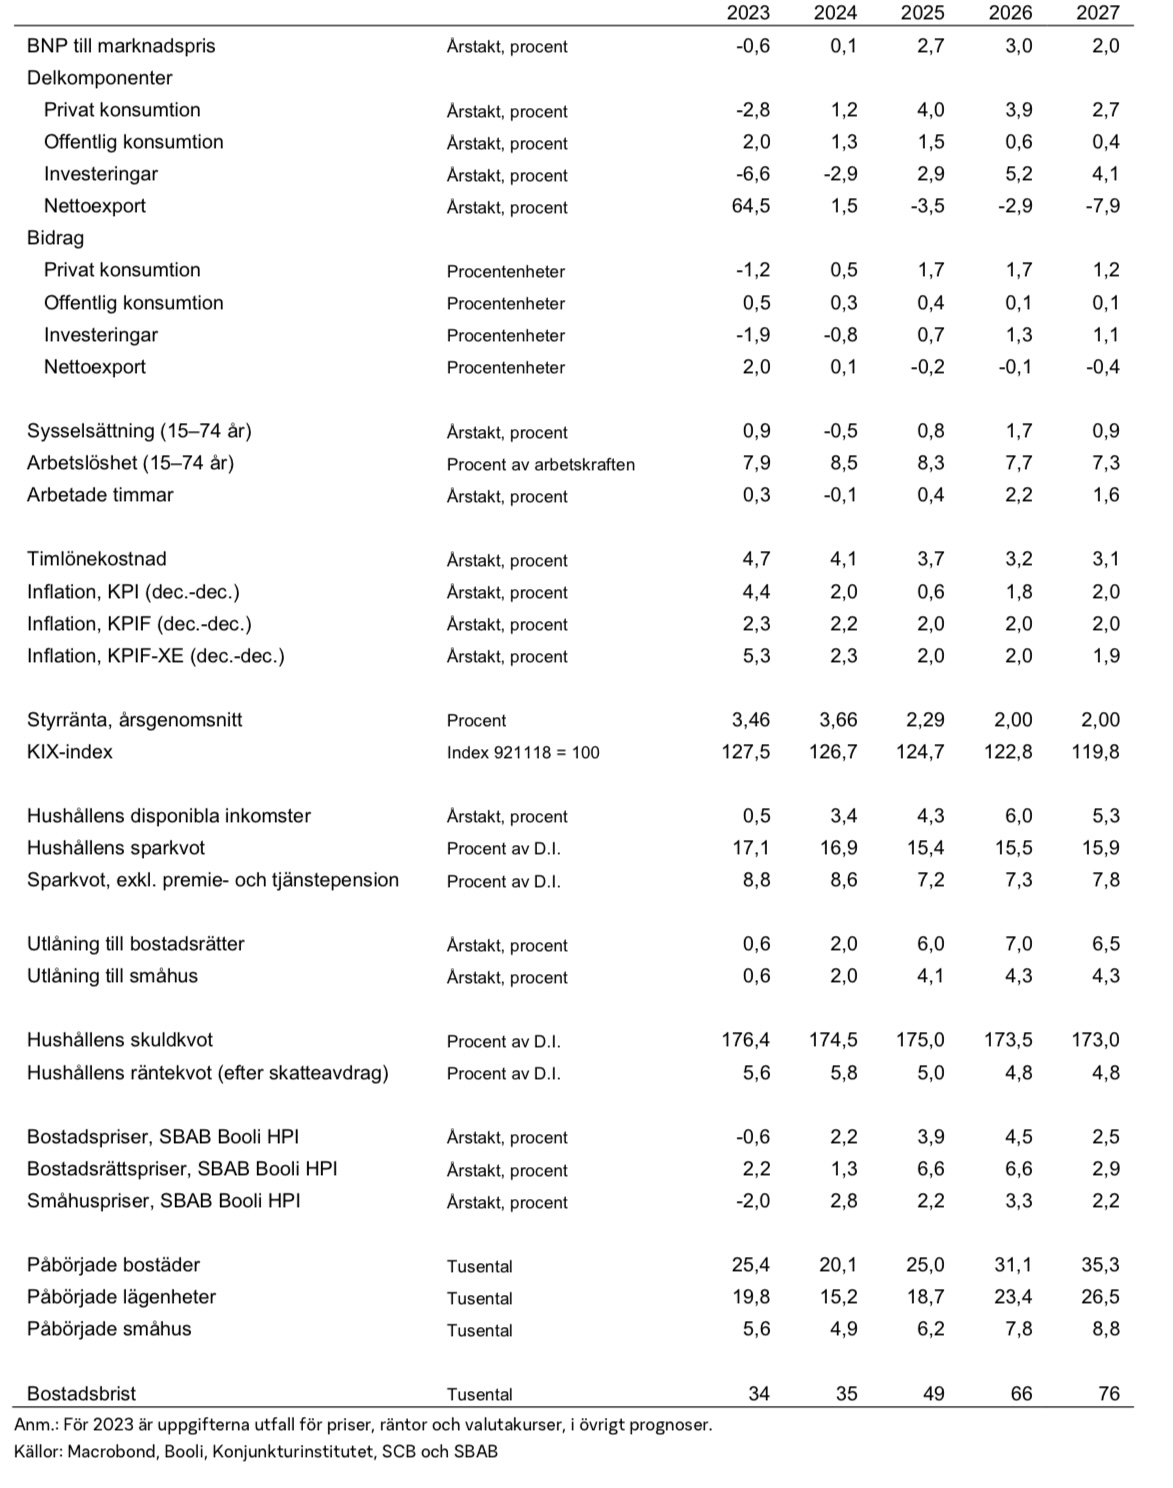 2023 2024 2025 2026 2027
BNP till marknadspris Årstakt, procent -0,6 0,1 2,7 3,0 2,0
Delkomponenter
Privat konsumtion Årstakt, procent -2,8 1,2 4,0 3,9 2,7
Offentlig konsumtion Årstakt, procent 2,0 1,3 1,5 0,6 0,4
Investeringar Årstakt, procent -6,6 -2,9 2,9 5,2 4,1
Nettoexport Årstakt, procent 64,5 1,5 -3,5 -2,9 -7,9
Bidrag
Privat konsumtion Procentenheter -1,2 0,5 1,7 1,7 1,2
Offentlig konsumtion Procentenheter 0,5 0,3 0,4 0,1 0,1
Investeringar Procentenheter -1,9 -0,8 0,7 1,3 1,1
Nettoexport Procentenheter 2,0 0,1 -0,2 -0,1 -0,4
Sysselsättning (15–74 år) Årstakt, procent 0,9 -0,5 0,8 1,7 0,9
Arbetslöshet (15–74 år) Procent av arbetskraften 7,9 8,5 8,3 7,7 7,3
Arbetade timmar Årstakt, procent 0,3 -0,1 0,4 2,2 1,6
Timlönekostnad Årstakt, procent 4,7 4,1 3,7 3,2 3,1
Inflation, KPI (dec.-dec.) Årstakt, procent 4,4 2,0 0,6 1,8 2,0
Inflation, KPIF (dec.-dec.) Årstakt, procent 2,3 2,2 2,0 2,0 2,0
Inflation, KPIF-XE (dec.-dec.) Årstakt, procent 5,3 2,3 2,0 2,0 1,9
Styrränta, årsgenomsnitt Procent 3,46 3,66 2,29 2,00 2,00
KIX-index Index 921118 = 100 127,5 126,7 124,7 122,8 119,8
Hushållens disponibla inkomster Årstakt, procent 0,5 3,4 4,3 6,0 5,3
Hushållens sparkvot Procent av D.I. 17,1 16,9 15,4 15,5 15,9
Sparkvot, exkl. premie- och tjänstepension Procent av D.I. 8,8 8,6 7,2 7,3 7,8
Utlåning till bostadsrätter Årstakt, procent 0,6 2,0 6,0 7,0 6,5
Utlåning till småhus Årstakt, procent 0,6 2,0 4,1 4,3 4,3
Hushållens skuldkvot Procent av D.I. 176,4 174,5 175,0 173,5 173,0
Hushållens räntekvot (efter skatteavdrag) Procent av D.I. 5,6 5,8 5,0 4,8 4,8
Bostadspriser, SBAB Booli HPI Årstakt, procent -0,6 2,2 3,9 4,5 2,5
Bostadsrättspriser, SBAB Booli HPI Årstakt, procent 2,2 1,3 6,6 6,6 2,9
Småhuspriser, SBAB Booli HPI Årstakt, procent -2,0 2,8 2,2 3,3 2,2
Påbörjade bostäder Tusental 25,4 20,1 25,0 31,1 35,3
Påbörjade lägenheter Tusental 19,8 15,2 18,7 23,4 26,5
Påbörjade småhus Tusental 5,6 4,9 6,2 7,8 8,8
Bostadsbrist Tusental 34 35 49 66 76
Anm.: För 2023 är uppgifterna utfall för priser, räntor och valutakurser, i övrigt prognoser.
Källor: Macrobond, Booli, Konjunkturinstitutet, SCB och SBAB